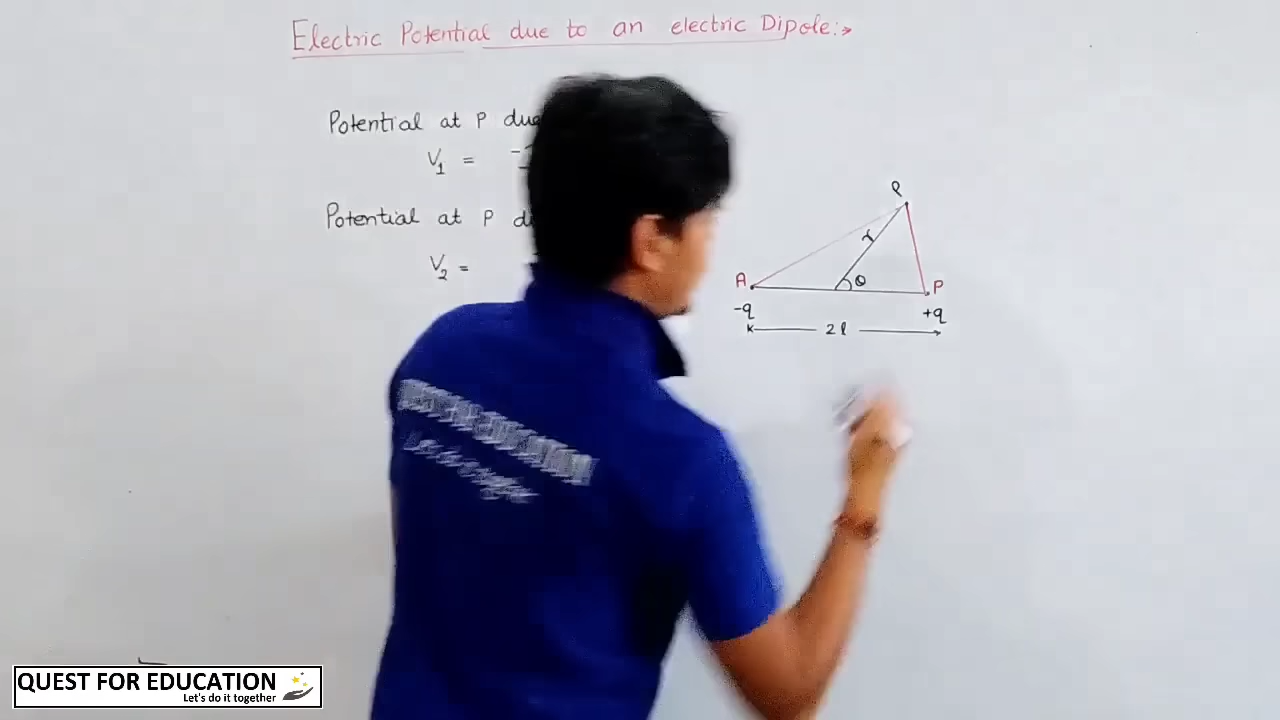 Electric Potential due to an electric Dipole:→
Potential at P due
V₁ =
Potential at P
V₂ =
P
r
A
θ
P
-q
+q
2l
QUEST FOR EDUCATION
Let's do it together